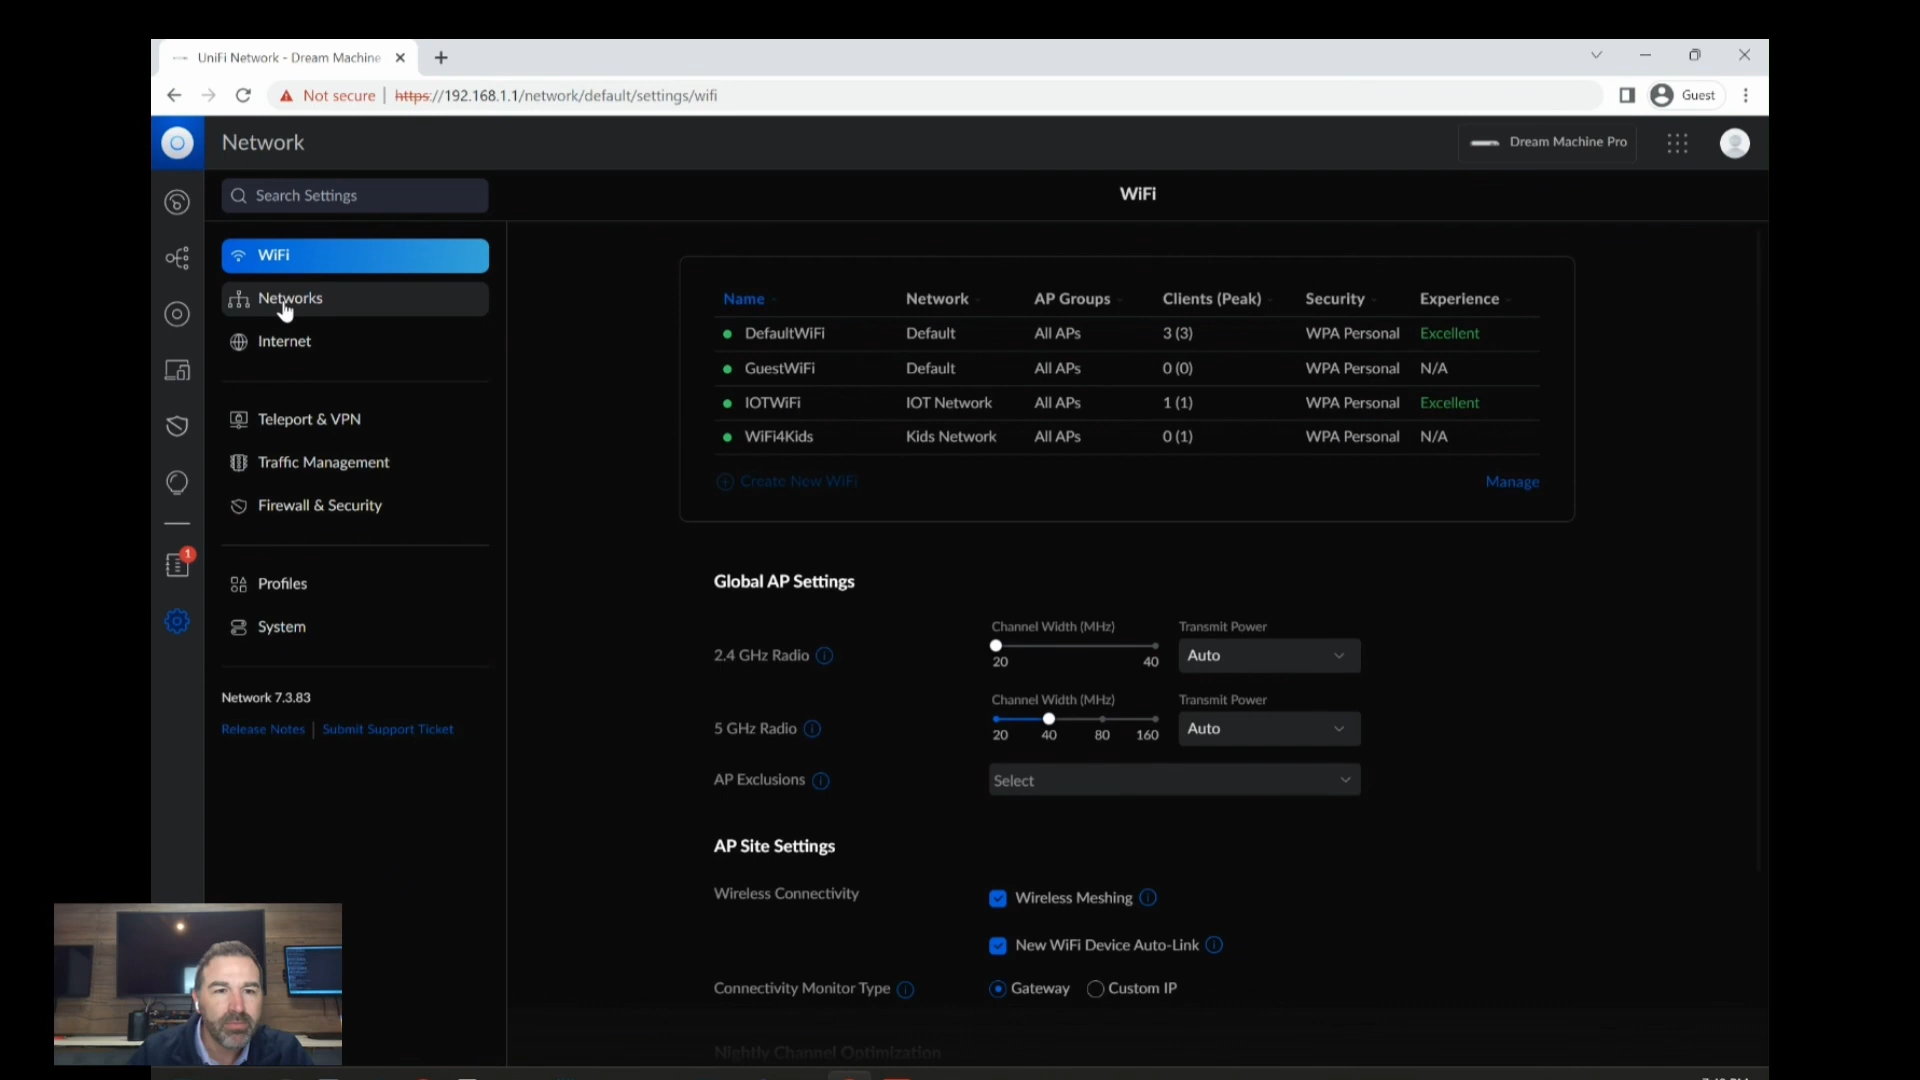 UniFi Network - Dream Machine
Not secure | https://192.168.1.1/network/default/settings/wifi
Guest
Network
Dream Machine Pro
Search Settings
WiFi
WiFi
Networks
Internet
Teleport & VPN
Traffic Management
Firewall & Security
1
Profiles
System
Network 7.3.83
Release Notes | Submit Support Ticket
Name Network AP Groups Clients (Peak) Security Experience
DefaultWiFi Default All APs 3 (3) WPA Personal Excellent
GuestWiFi Default All APs 0 (0) WPA Personal N/A
IOTWiFi IOT Network All APs 1 (1) WPA Personal Excellent
WiFi4Kids Kids Network All APs 0 (1) WPA Personal N/A
Create New WiFi Manage
Global AP Settings
Channel Width (MHz) Transmit Power
2.4 GHz Radio Auto
20 40
Channel Width (MHz) Transmit Power
5 GHz Radio Auto
20 40 80 160
AP Exclusions Select
AP Site Settings
Wireless Connectivity Wireless Meshing
New WiFi Device Auto-Link
Connectivity Monitor Type Gateway Custom IP
Nightly Channel Optimization